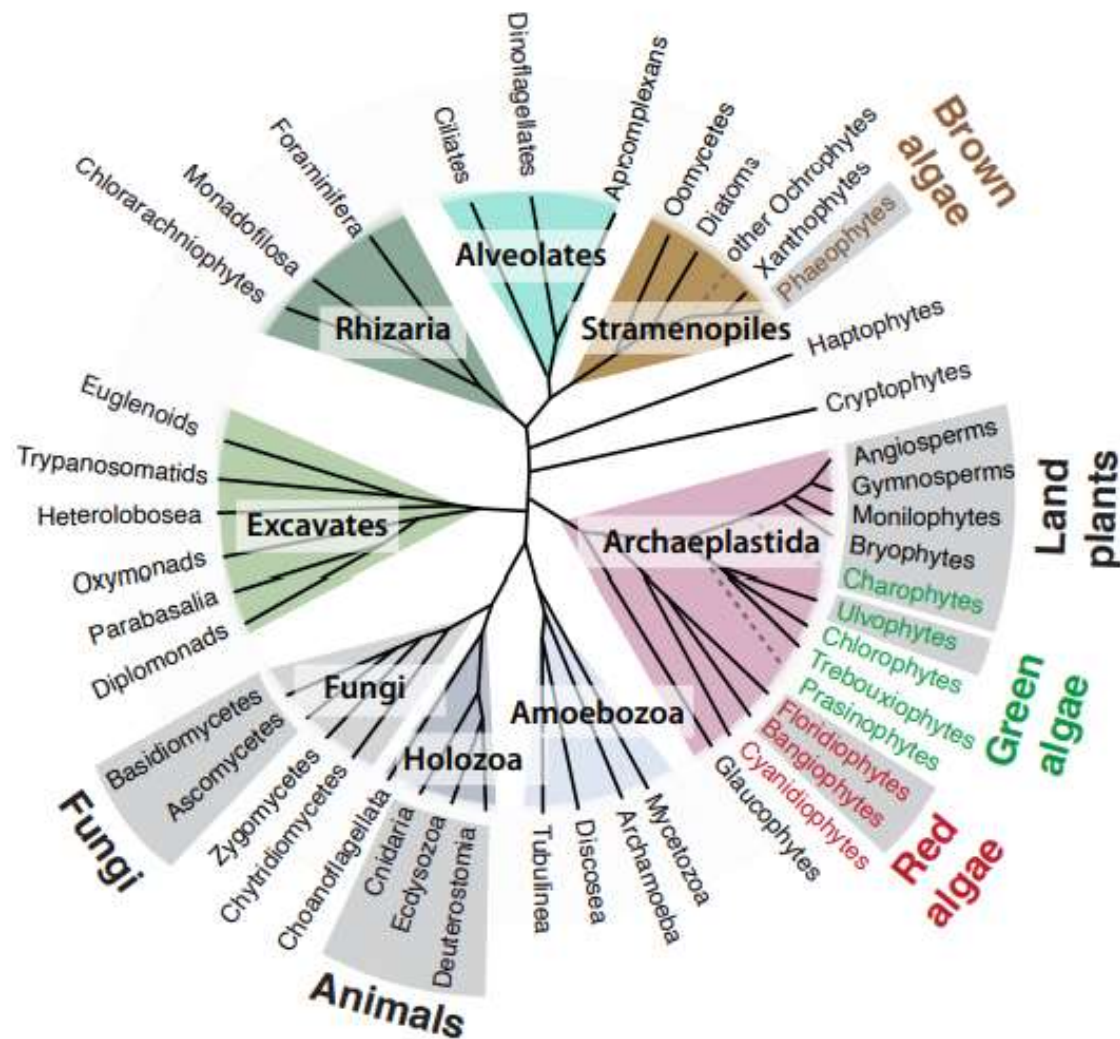 Chlorarachniophytes
Monadofilosa
Foraminifera
Ciliates
Dinoflagellates
Apicomplexans
Oomycetes
Diatoms
other Ochrophytes
Xanthophytes
Phaeophytes
Brown
algae
Haptophytes
Cryptophytes
Rhizaria
Alveolates
Stramenopiles
Angiosperms
Gymnosperms
Monilophytes
Bryophytes
Charophytes
Land
plants
Ulvophytes
Chlorophytes
Trebouxiophytes
Prasinophytes
Green
algae
Floridiophytes
Bangiophytes
Cyanidiophytes
Red
algae
Glaucophytes
Archaeplastida
Euglenoids
Trypanosomatids
Heterolobosea
Oxymonads
Parabasalia
Diplomonads
Excavates
Fungi
Holozoa
Amoebozoa
Mycetozoa
Archamoeba
Discosea
Tubulinea
Deuterostomia
Ecdysozoa
Cnidaria
Animals
Choanoflagellata
Chytridiomycetes
Zygomycetes
Ascomycetes
Basidiomycetes
Fungi